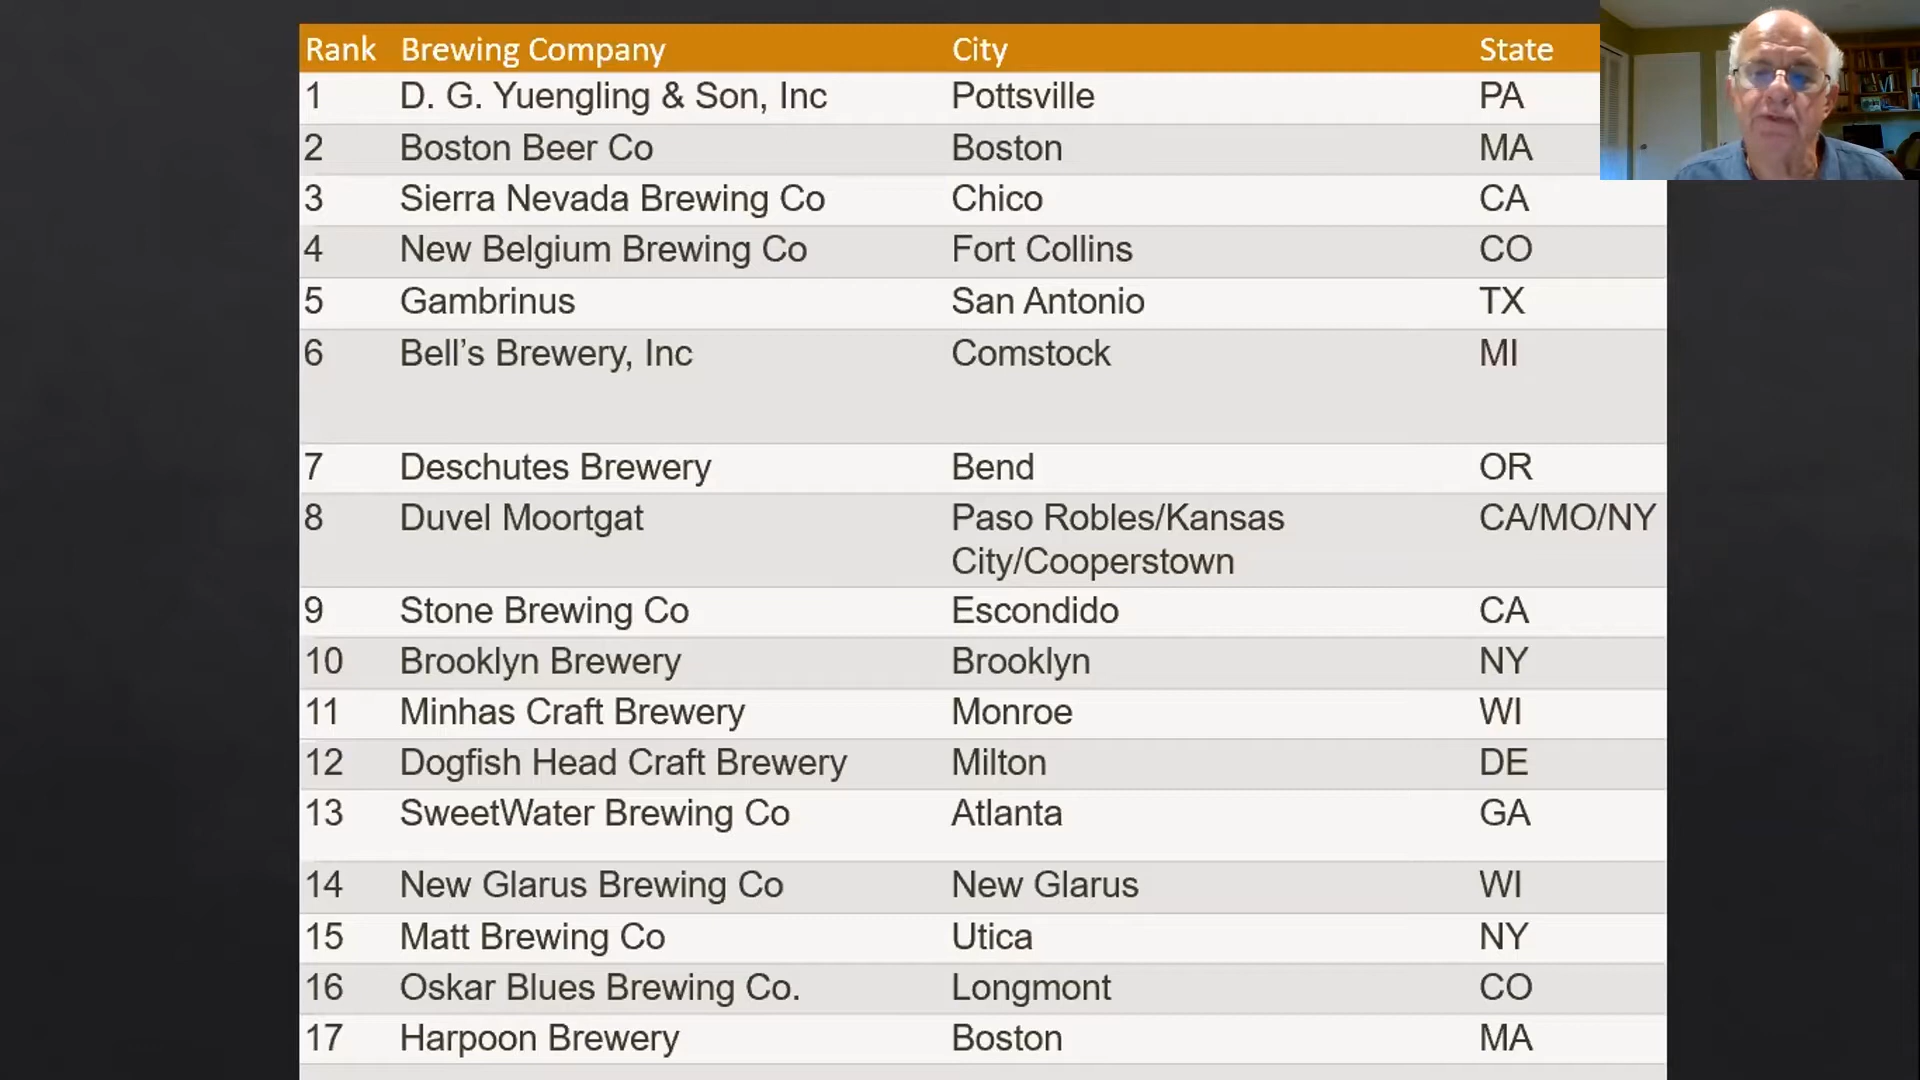 Rank Brewing Company City State
1 D. G. Yuengling & Son, Inc Pottsville PA
2 Boston Beer Co Boston MA
3 Sierra Nevada Brewing Co Chico CA
4 New Belgium Brewing Co Fort Collins CO
5 Gambrinus San Antonio TX
6 Bell’s Brewery, Inc Comstock MI
7 Deschutes Brewery Bend OR
8 Duvel Moortgat Paso Robles/Kansas CA/MO/NY
City/Cooperstown
9 Stone Brewing Co Escondido CA
10 Brooklyn Brewery Brooklyn NY
11 Minhas Craft Brewery Monroe WI
12 Dogfish Head Craft Brewery Milton DE
13 SweetWater Brewing Co Atlanta GA
14 New Glarus Brewing Co New Glarus WI
15 Matt Brewing Co Utica NY
16 Oskar Blues Brewing Co. Longmont CO
17 Harpoon Brewery Boston MA